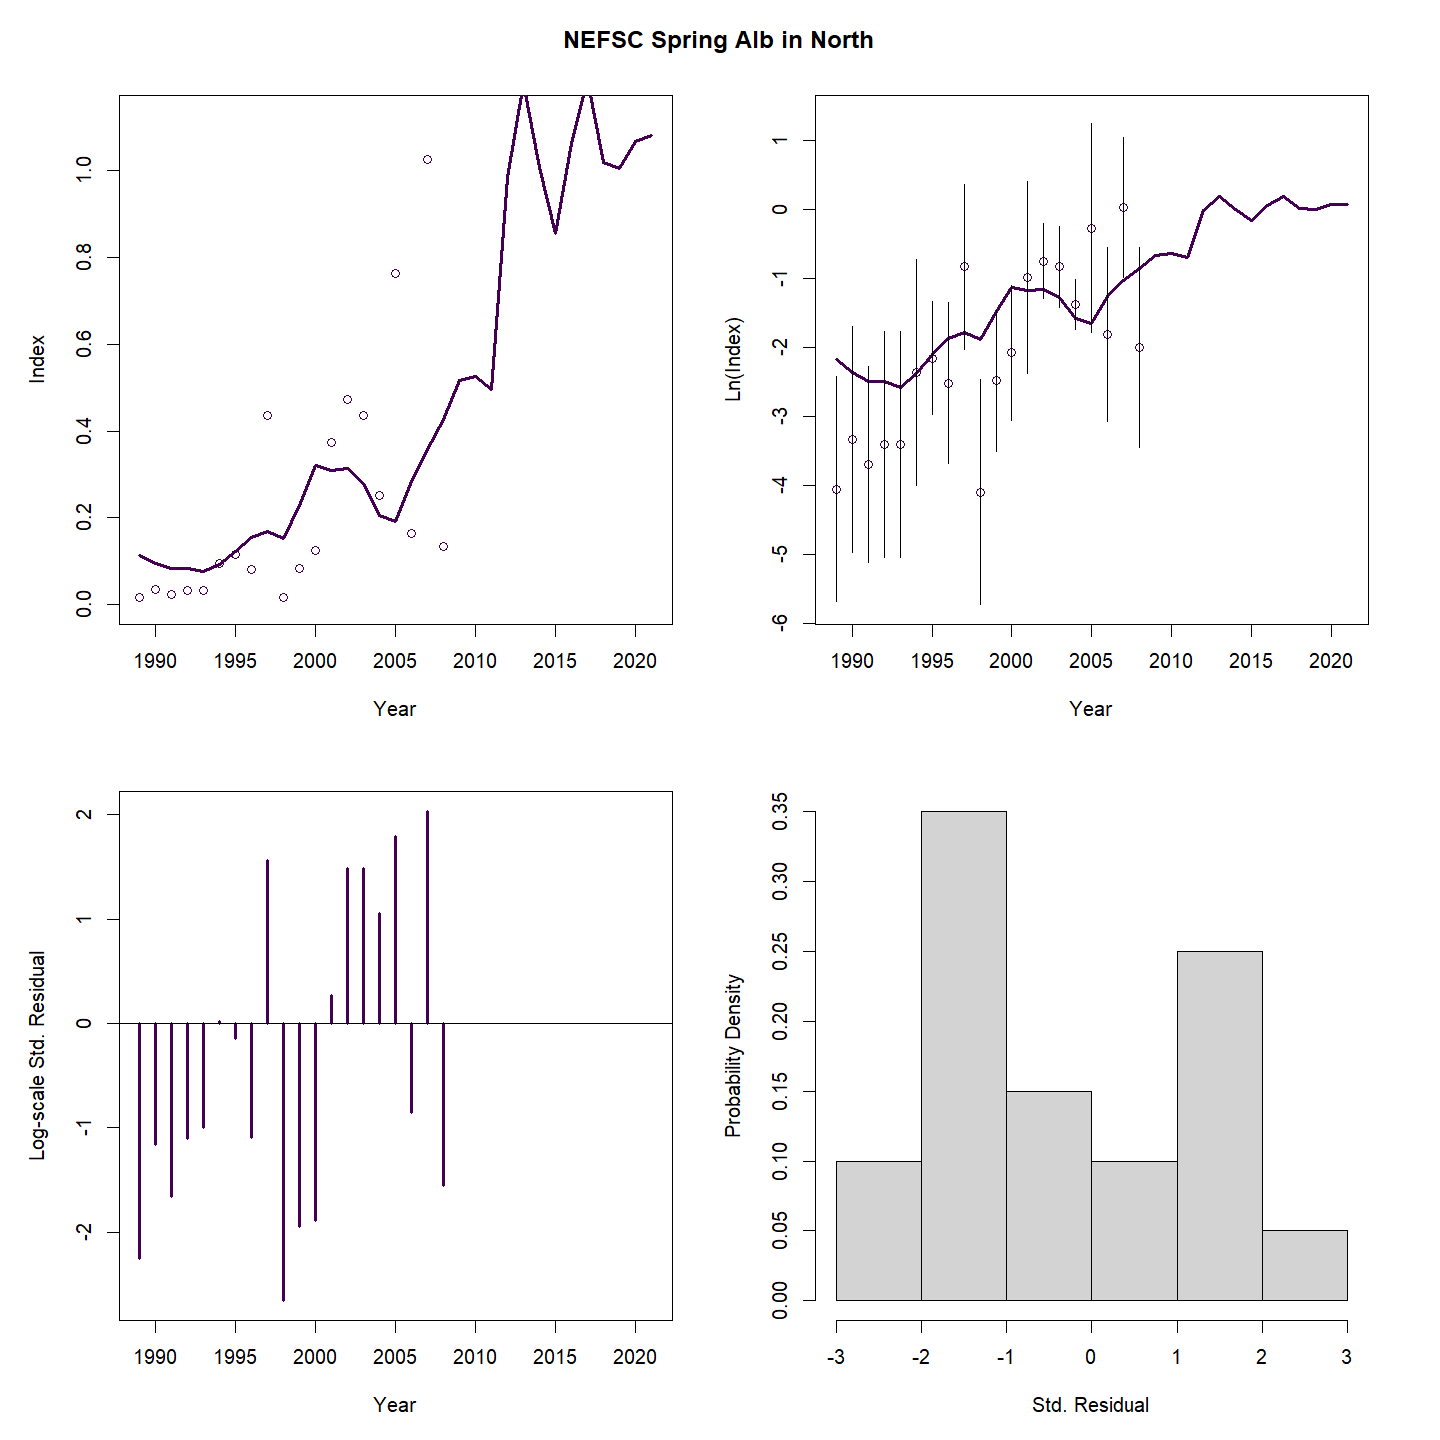 NEFSC Spring Alb in North
Index
0.0 0.2 0.4 0.6 0.8 1.0
1990 1995 2000 2005 2010 2015 2020
Year
Ln(Index)
-6 -5 -4 -3 -2 -1 0 1
1990 1995 2000 2005 2010 2015 2020
Year
Log-scale Std. Residual
-2 -1 0 1 2
1990 1995 2000 2005 2010 2015 2020
Year
Probability Density
0.00 0.05 0.10 0.15 0.20 0.25 0.30 0.35
-3 -2 -1 0 1 2 3
Std. Residual